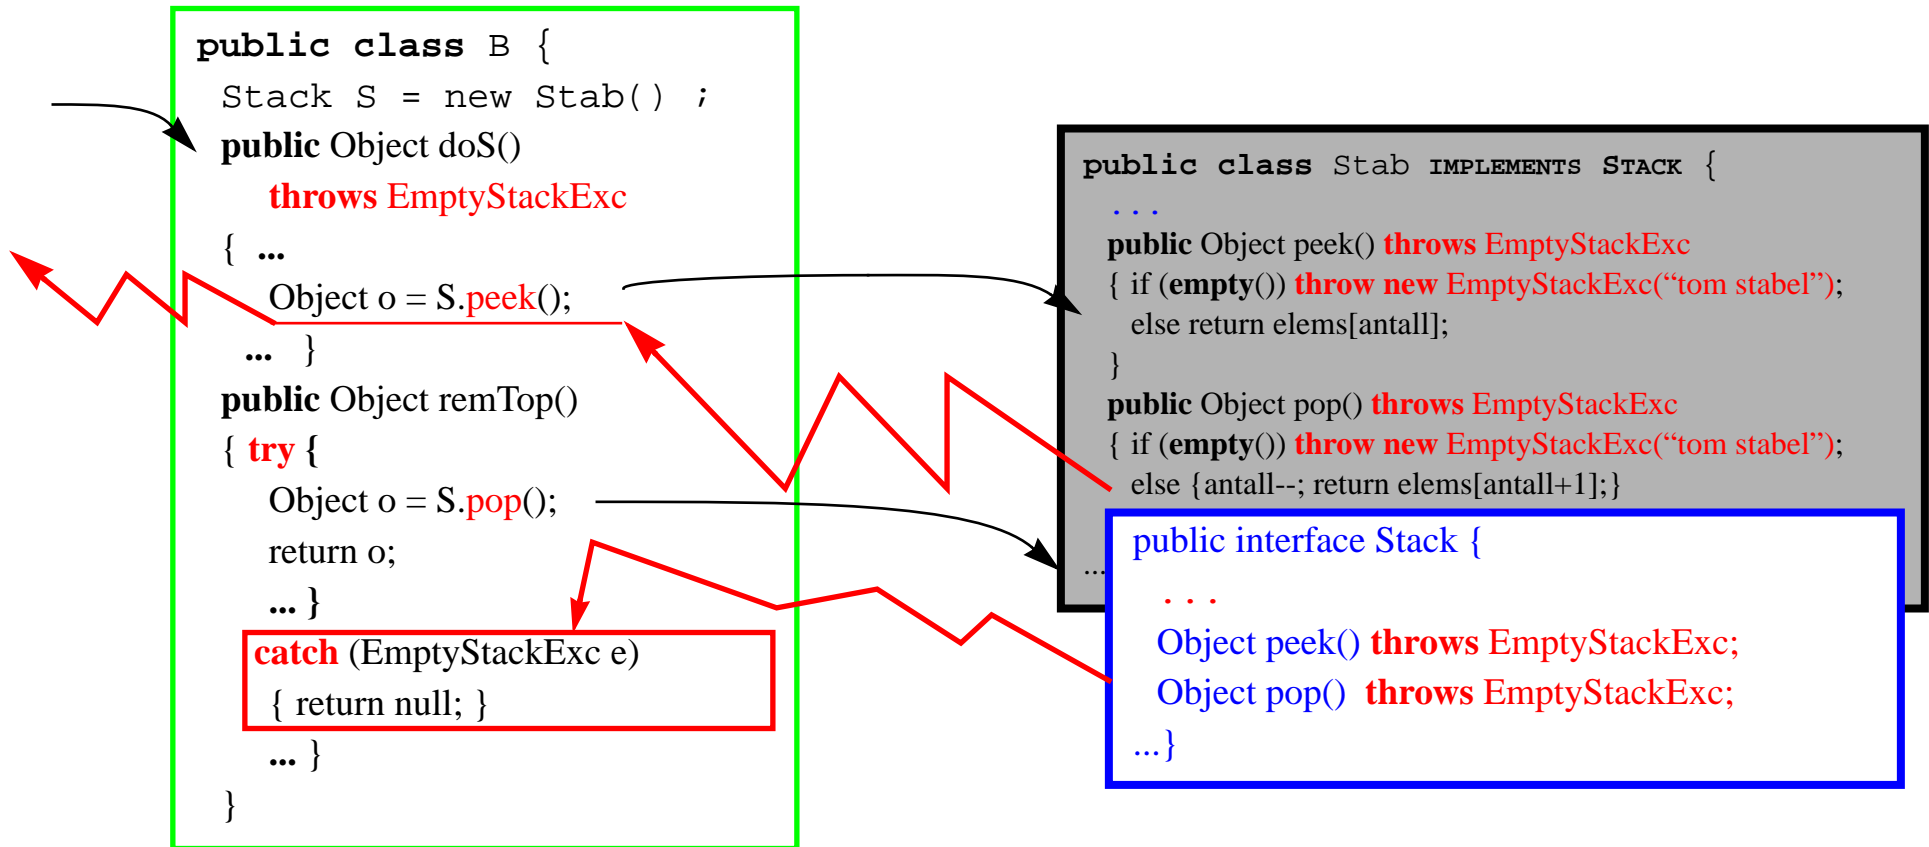 public class B {
Stack S = new Stab() ;
public Object doS()
throws EmptyStackExc
{ ...
Object o = S.peek();
... }
public Object remTop()
{ try {
Object o = S.pop();
return o;
... }
catch (EmptyStackExc e)
{ return null; }
... }
}
public class Stab IMPLEMENTS STACK {
...
public Object peek() throws EmptyStackExc
{ if (empty()) throw new EmptyStackExc(“tom stabel”);
else return elems[antall];
}
public Object pop() throws EmptyStackExc
{ if (empty()) throw new EmptyStackExc(“tom stabel”);
else {antall--; return elems[antall+1];}
...
public interface Stack {
...
Object peek() throws EmptyStackExc;
Object pop() throws EmptyStackExc;
...}